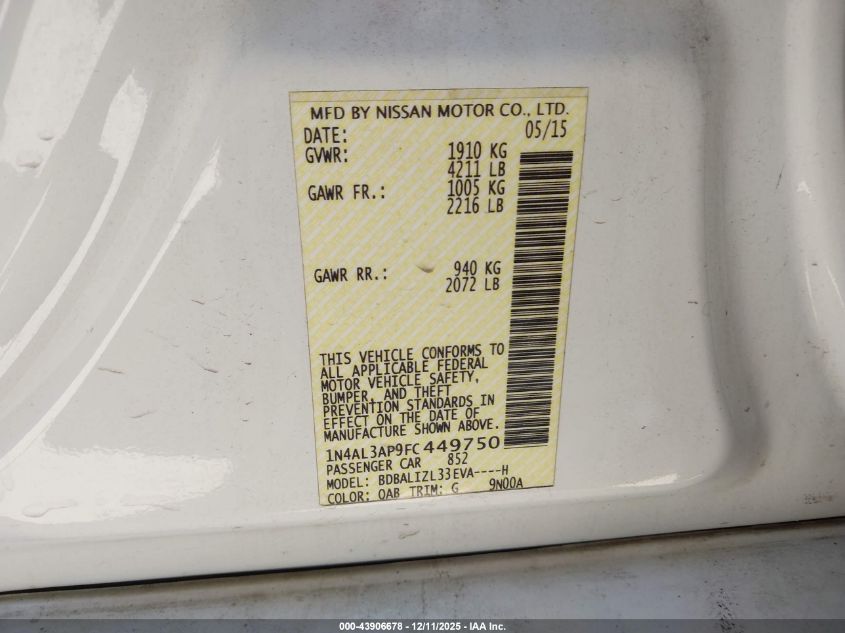 MFD BY NISSAN MOTOR CO., LTD.
DATE: 05/15
GVWR: 1910 KG
4211 LB
GAWR FR.: 1005 KG
2216 LB
GAWR RR.: 940 KG
2072 LB
THIS VEHICLE CONFORMS TO
ALL APPLICABLE FEDERAL
MOTOR VEHICLE SAFETY,
BUMPER, AND THEFT
PREVENTION STANDARDS IN
EFFECT ON THE DATE OF
MANUFACTURE SHOWN ABOVE.
1N4AL3AP9FC449750
PASSENGER CAR 852
MODEL: BDBALIZL33EVA----H
COLOR: QAB TRIM: G 9N00A
000-43906678 - 12/11/2025 - IAA Inc.